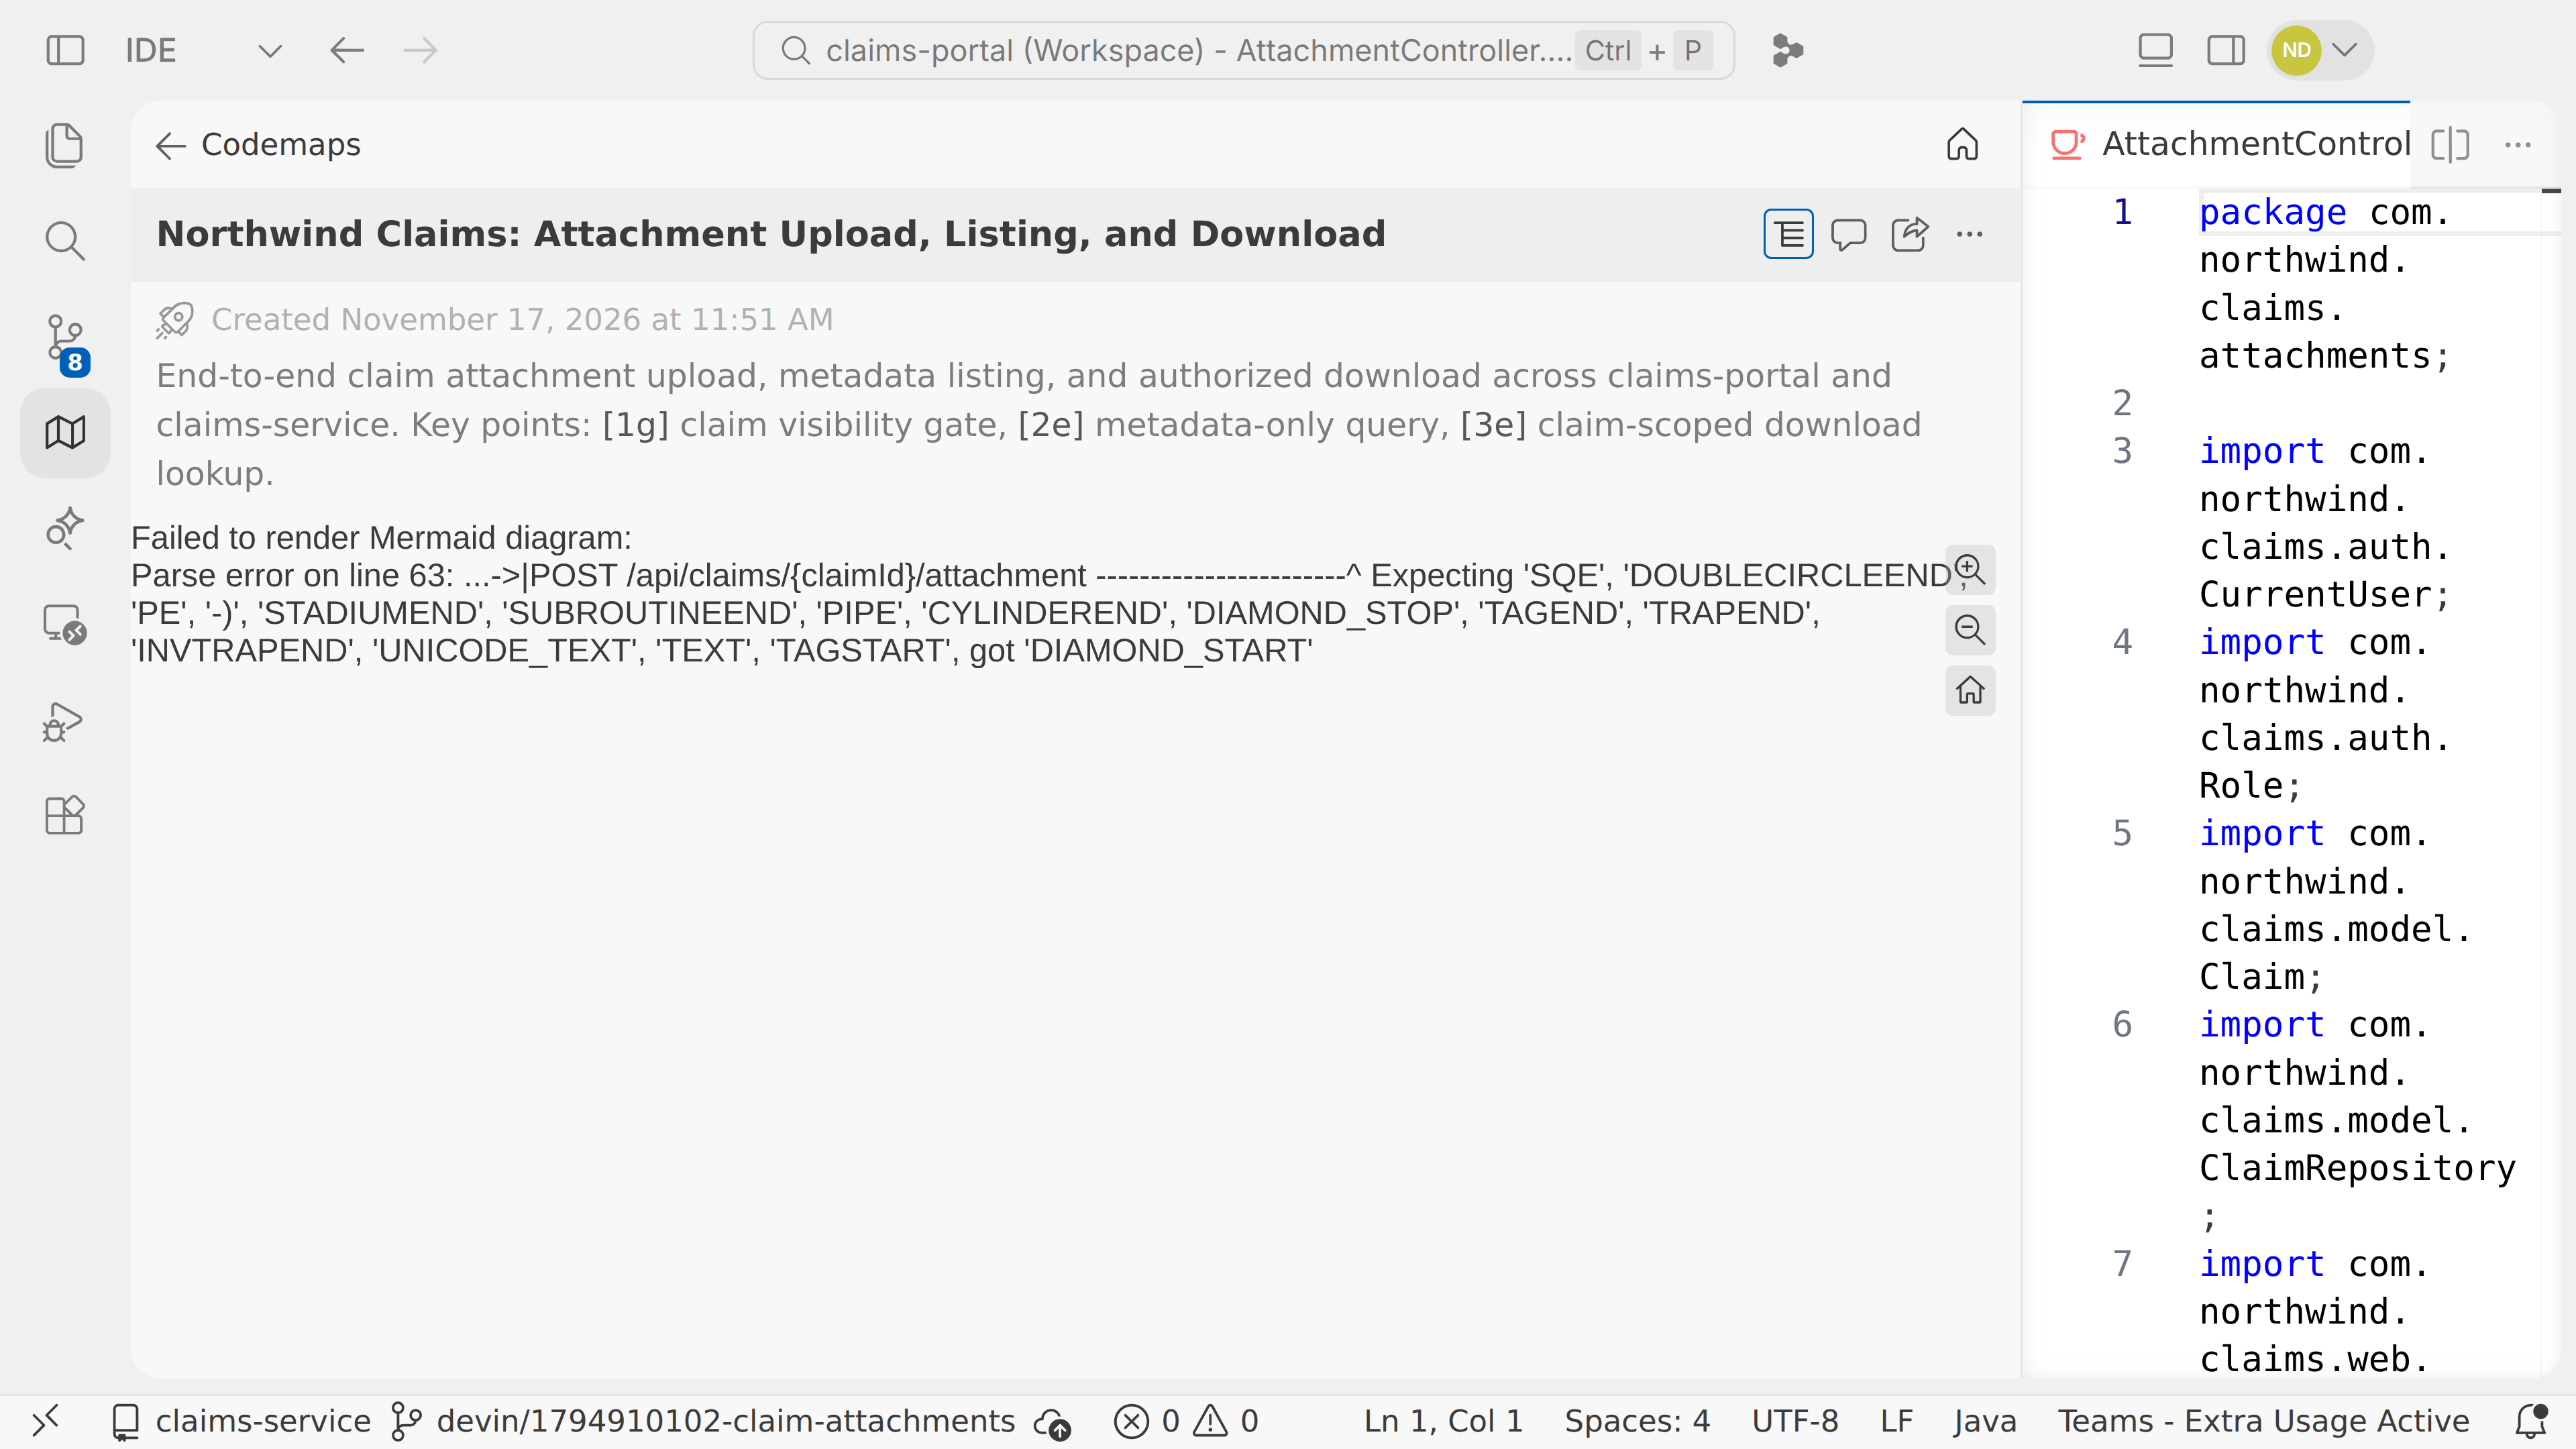 IDE
claims-portal (Workspace) - AttachmentController.... Ctrl + P
ND
8
Codemaps
Northwind Claims: Attachment Upload, Listing, and Download
Created November 17, 2026 at 11:51 AM
End-to-end claim attachment upload, metadata listing, and authorized download across claims-portal and
claims-service. Key points: [1g] claim visibility gate, [2e] metadata-only query, [3e] claim-scoped download
lookup.
Failed to render Mermaid diagram:
Parse error on line 63: ...->|POST /api/claims/{claimId}/attachment -----------------------^ Expecting 'SQE', 'DOUBLECIRCLEEND',
'PE', '-)', 'STADIUMEND', 'SUBROUTINEEND', 'PIPE', 'CYLINDEREND', 'DIAMOND_STOP', 'TAGEND', 'TRAPEND',
'INVTRAPEND', 'UNICODE_TEXT', 'TEXT', 'TAGSTART', got 'DIAMOND_START'
AttachmentControl
1 package com.
northwind.
claims.
attachments;
2
3 import com.
northwind.
claims.auth.
CurrentUser;
4 import com.
northwind.
claims.auth.
Role;
5 import com.
northwind.
claims.model.
Claim;
6 import com.
northwind.
claims.model.
ClaimRepository
;
7 import com.
northwind.
claims.web.
claims-service devin/1794910102-claim-attachments 0 0 Ln 1, Col 1 Spaces: 4 UTF-8 LF Java Teams - Extra Usage Active